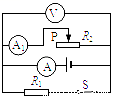 V
A₁ P R₂
A
R₁ S